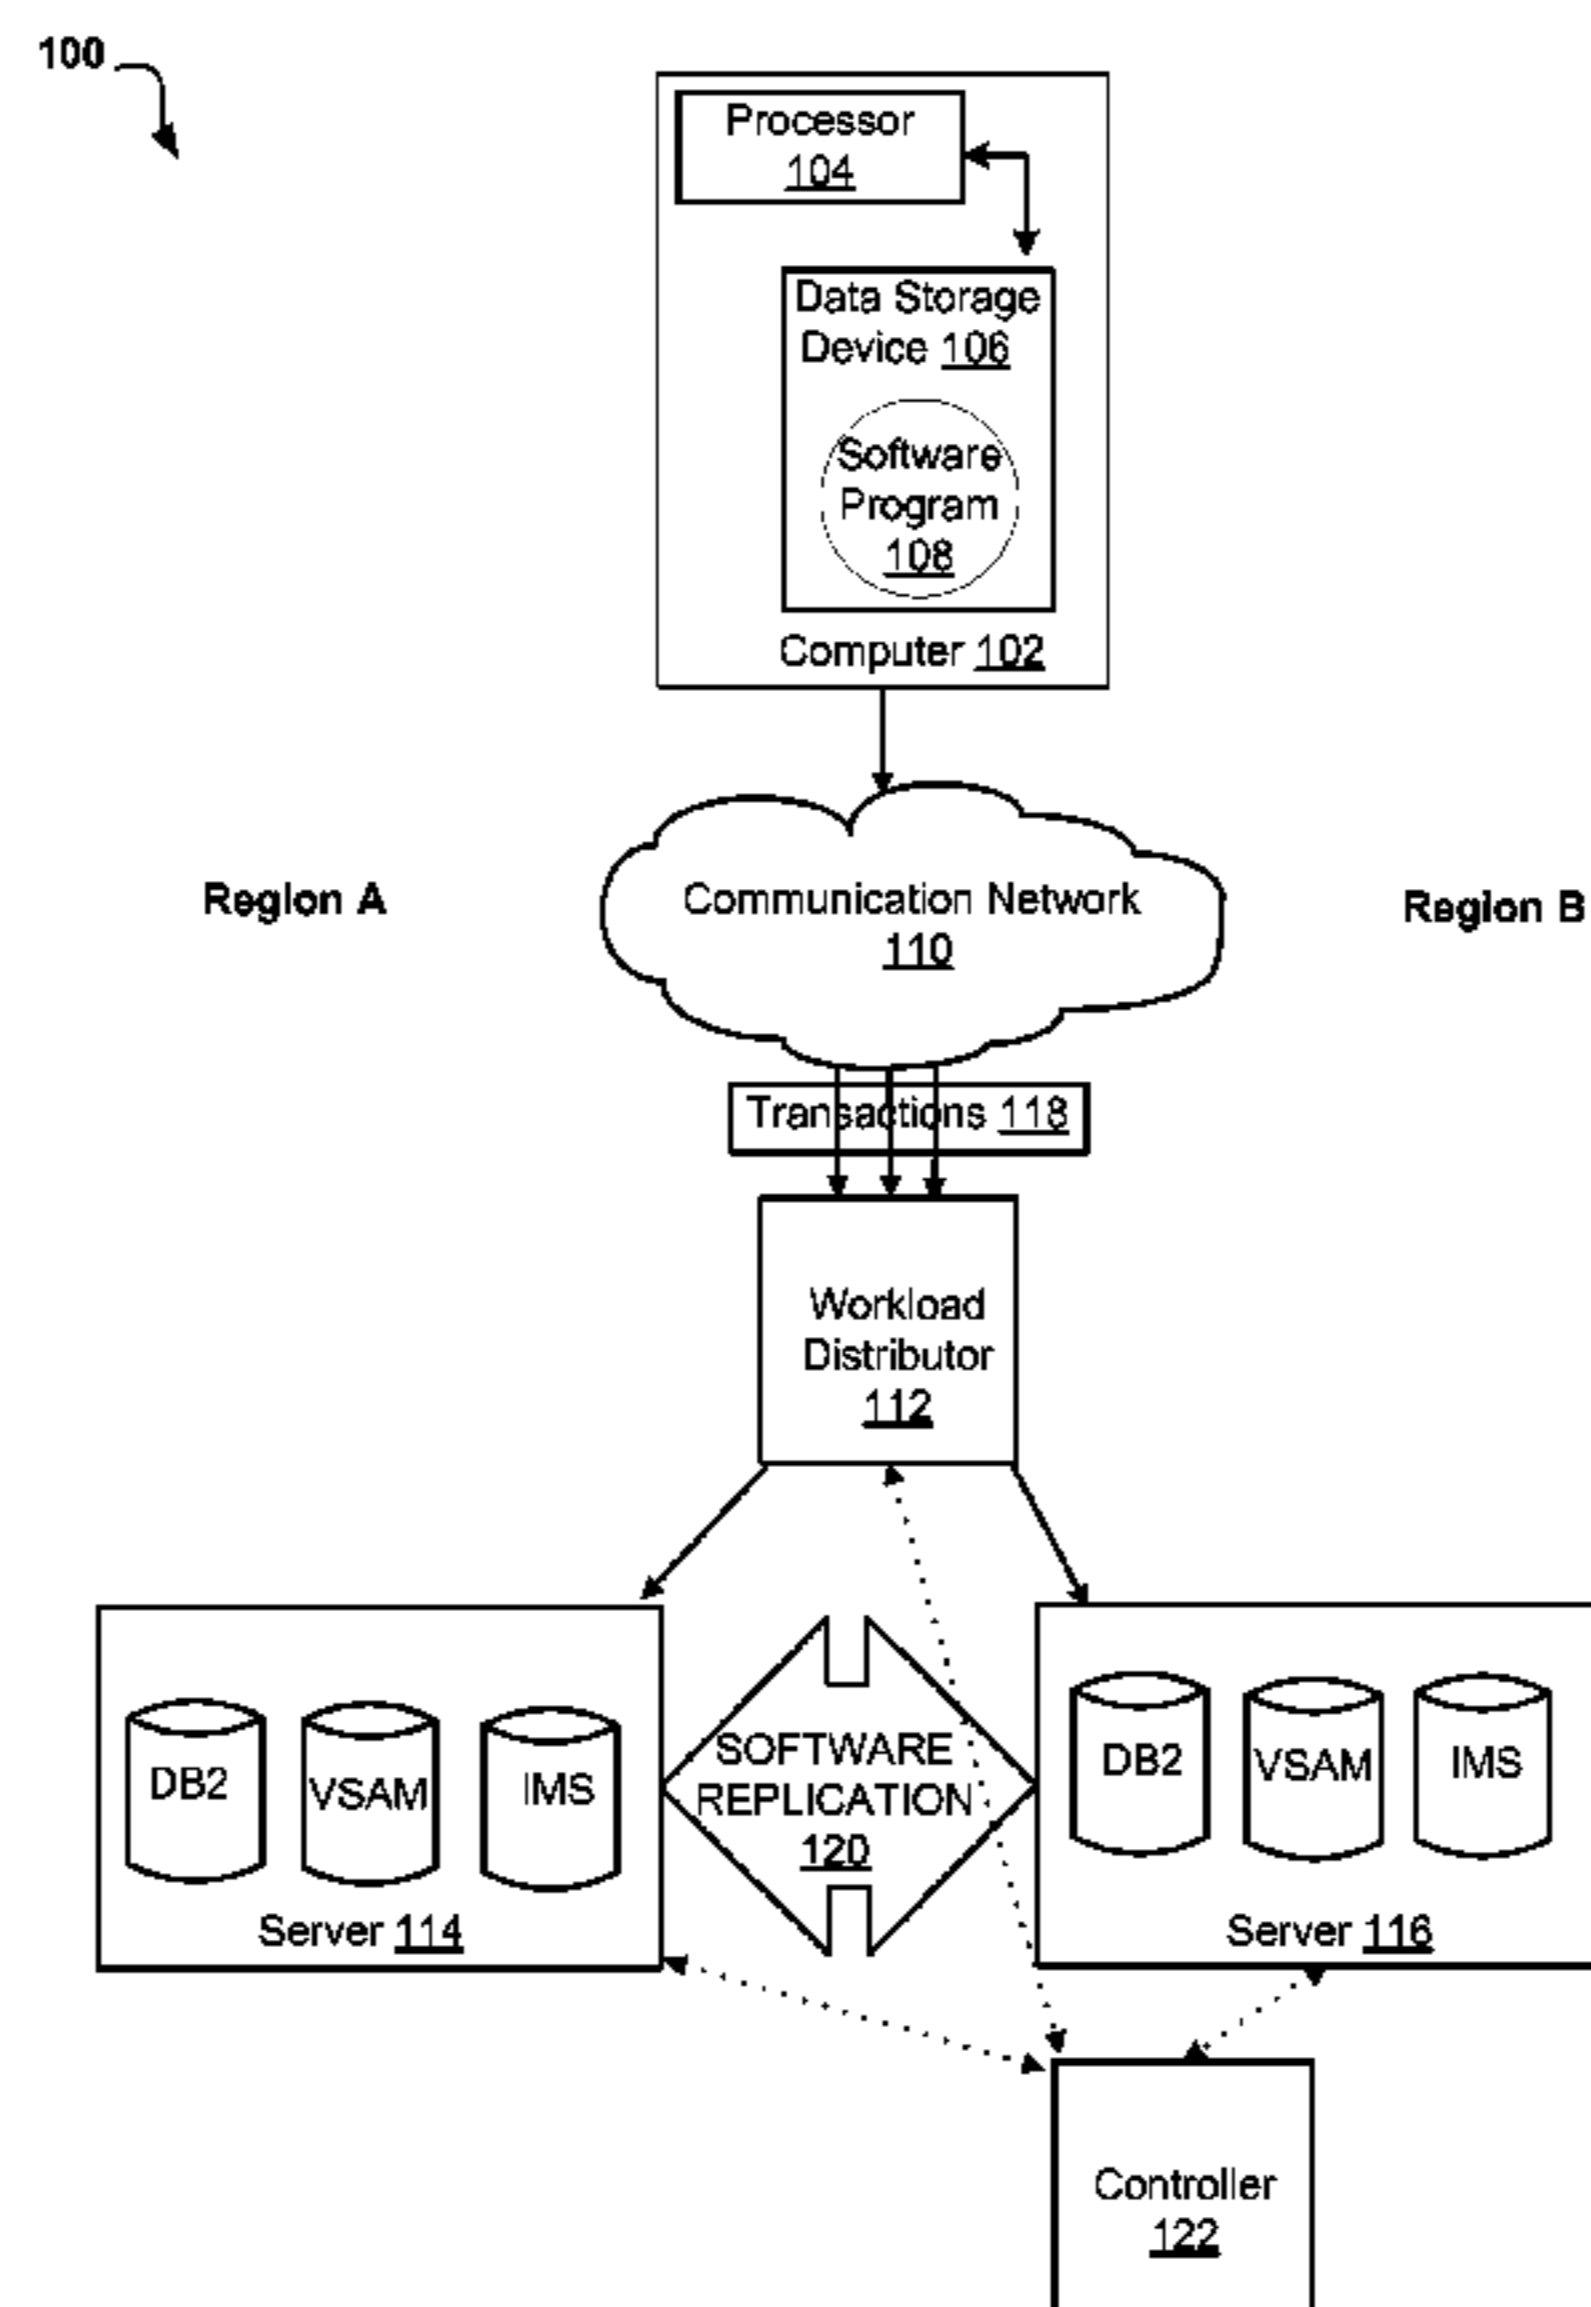 100
Processor
104
Data Storage
Device 106
Software
Program
108
Computer 102
Region A
Communication Network
110
Region B
Transactions 118
Workload
Distributor
112
DB2
VSAM
IMS
Server 114
SOFTWARE
REPLICATION
120
DB2
VSAM
IMS
Server 116
Controller
122